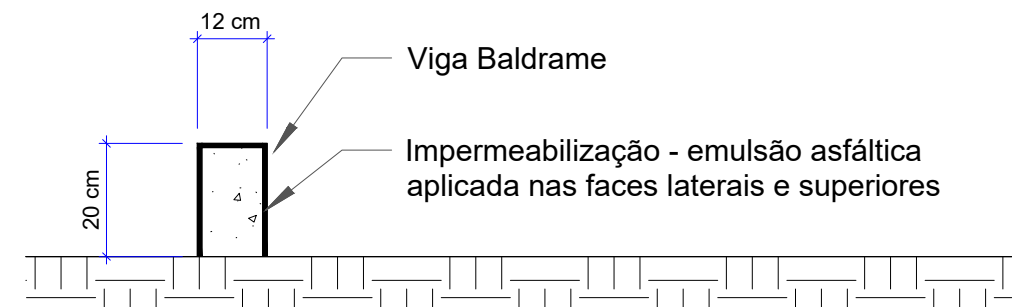 12 cm
Viga Baldrame
Impermeabilização - emulsão asfáltica
aplicada nas faces laterais e superiores
20 cm